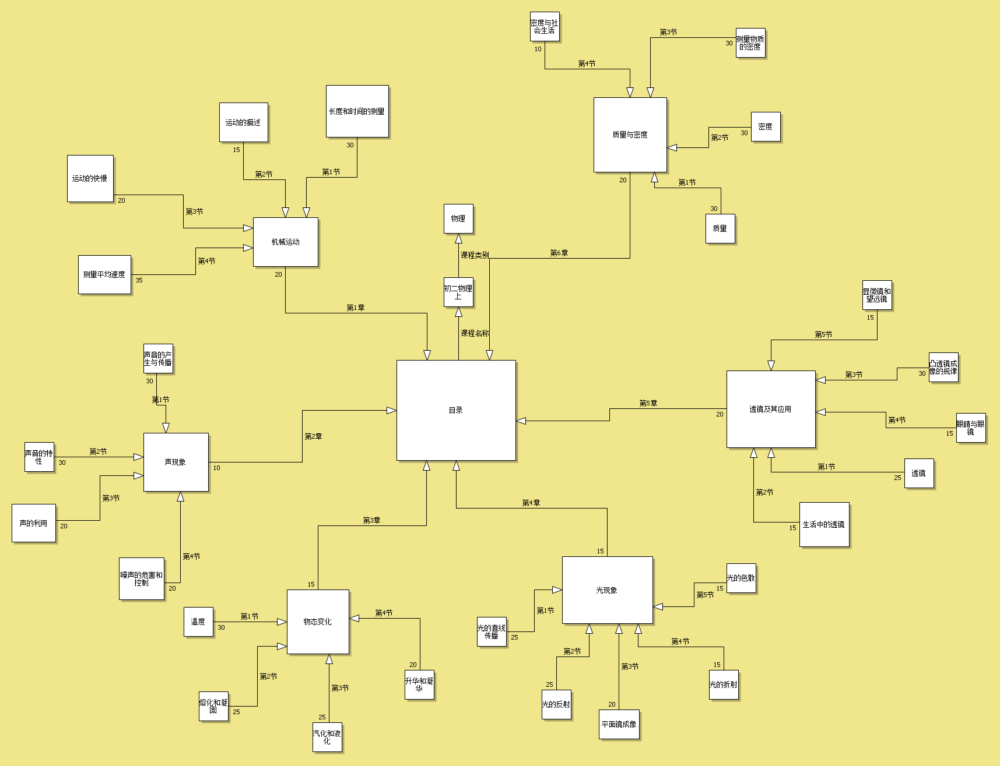 密度与社
会生活
10
第4节
第3节
30
测量物质
的密度
质量与密度
密度
30
第2节
第1节
30
质量
20
第6章
长度和时间的测量
30
第1节
运动的描述
15
第2节
运动的快慢
20
第3节
测量平均速度
35
第4节
机械运动
20
第1章
物理
课程类别
初二物理
上
课程名称
目录
声音的产
生与传播
30
第1节
声音的特
性
30
第2节
声的利用
20
第3节
噪声的危害和
控制
20
第4节
声现象
10
第2章
显微镜和
望远镜
15
第5节
凸透镜成
像的规律
30
第3节
眼睛与眼
镜
15
第4节
透镜
25
第1节
生活中的透镜
15
第2节
透镜及其应用
20
第5章
第3章
15
物态变化
温度
30
第1节
熔化和凝
固
25
第2节
汽化和液
化
25
第3节
升华和凝
华
20
第4节
第4章
15
光现象
光的直线
传播
25
第1节
光的反射
25
第2节
平面镜成像
20
第3节
光的折射
15
第4节
光的色散
15
第5节